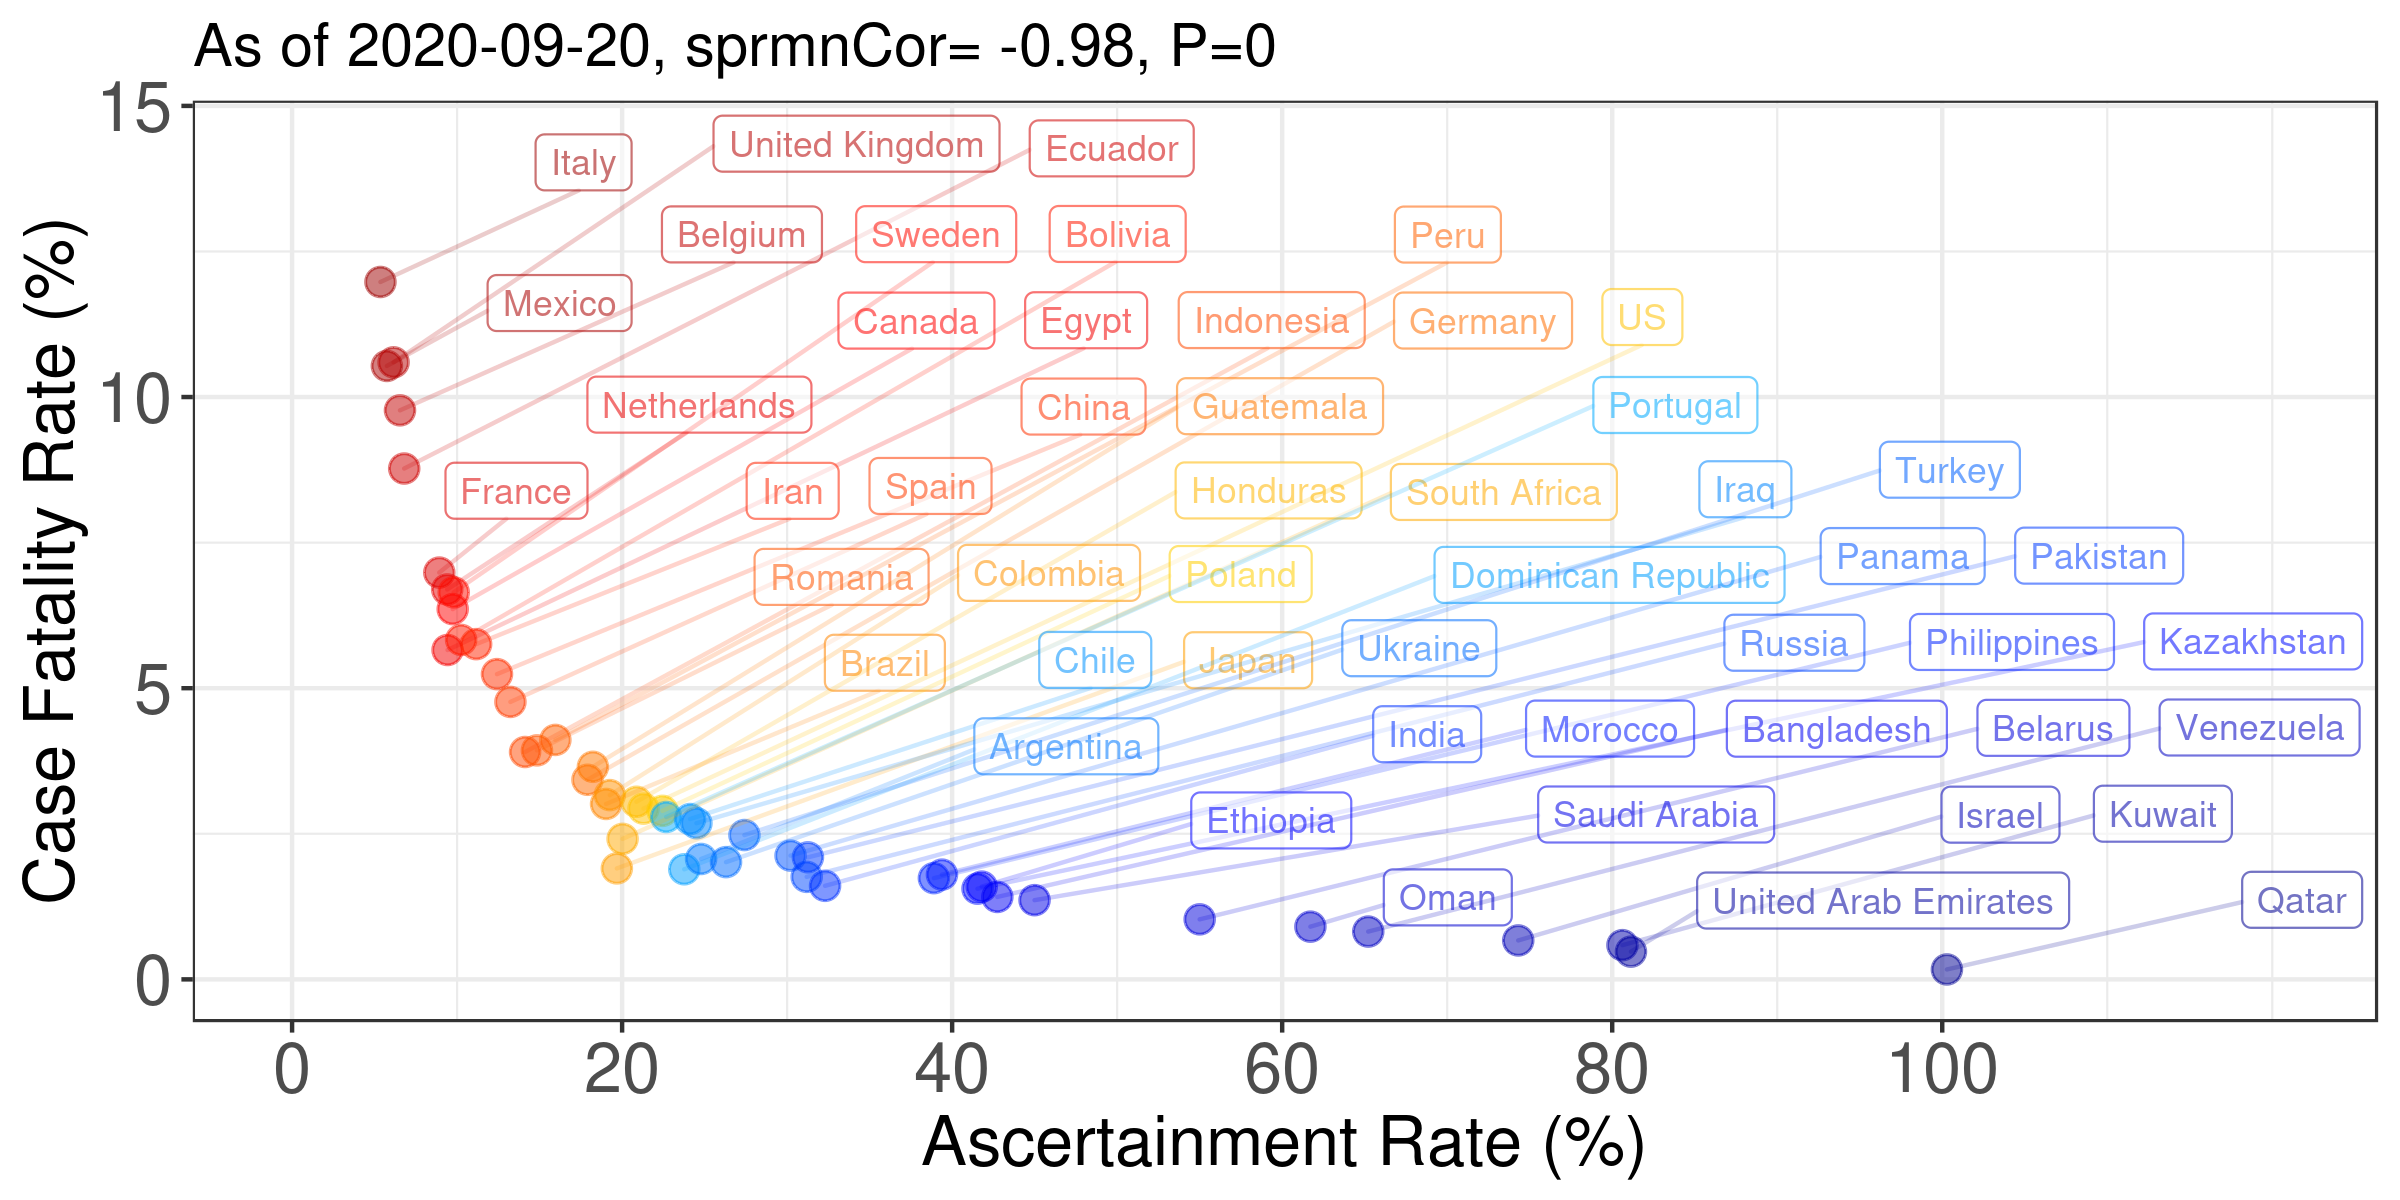 As of 2020-09-20, sprmnCor= -0.98, P=0
15
10
5
0
Case Fatality Rate (%)
Italy
United Kingdom
Ecuador
Belgium
Sweden
Bolivia
Peru
Mexico
Canada
Egypt
Indonesia
Germany
US
Netherlands
China
Guatemala
Portugal
France
Iran
Spain
Honduras
South Africa
Iraq
Turkey
Romania
Colombia
Poland
Dominican Republic
Panama
Pakistan
Brazil
Chile
Japan
Ukraine
Russia
Philippines
Kazakhstan
Argentina
India
Morocco
Bangladesh
Belarus
Venezuela
Ethiopia
Saudi Arabia
Israel
Kuwait
Oman
United Arab Emirates
Qatar
0 20 40 60 80 100
Ascertainment Rate (%)